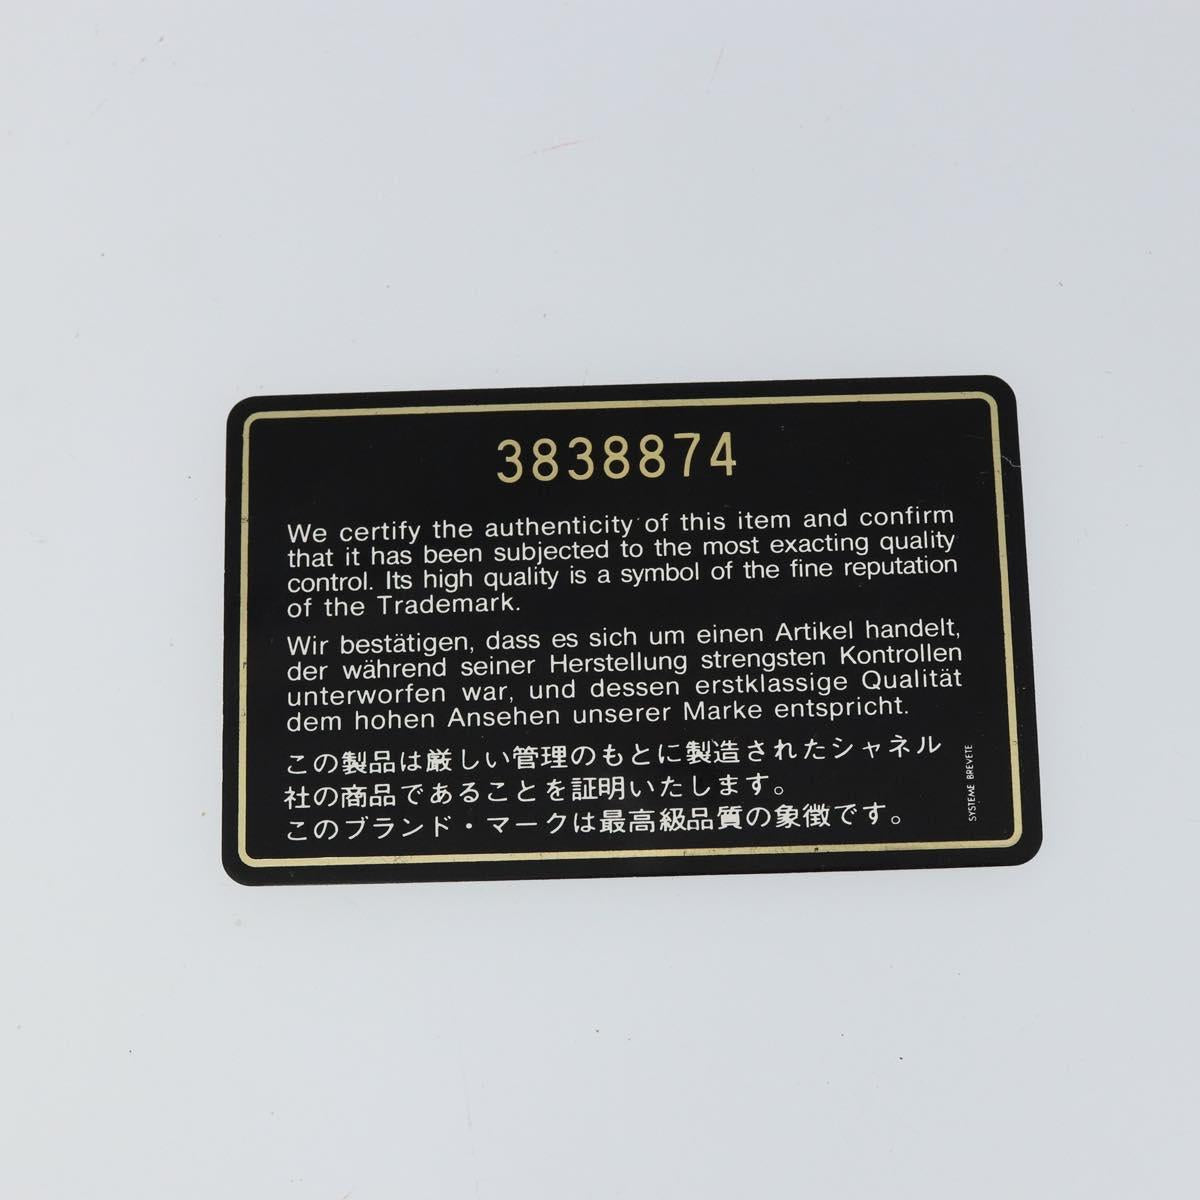 3838874
We certify the authenticity of this item and confirm
that it has been subjected to the most exacting quality
control. Its high quality is a symbol of the fine reputation
of the Trademark.
Wir bestätigen, dass es sich um einen Artikel handelt,
der während seiner Herstellung strengsten Kontrollen
unterworfen war, und dessen erstklassige Qualität
dem hohen Ansehen unserer Marke entspricht.
この製品は厳しい管理のもとに製造されたシャネル
社の商品であることを証明いたします。
このブランド・マークは最高級品質の象徴です。
SYSTEME BREVETE